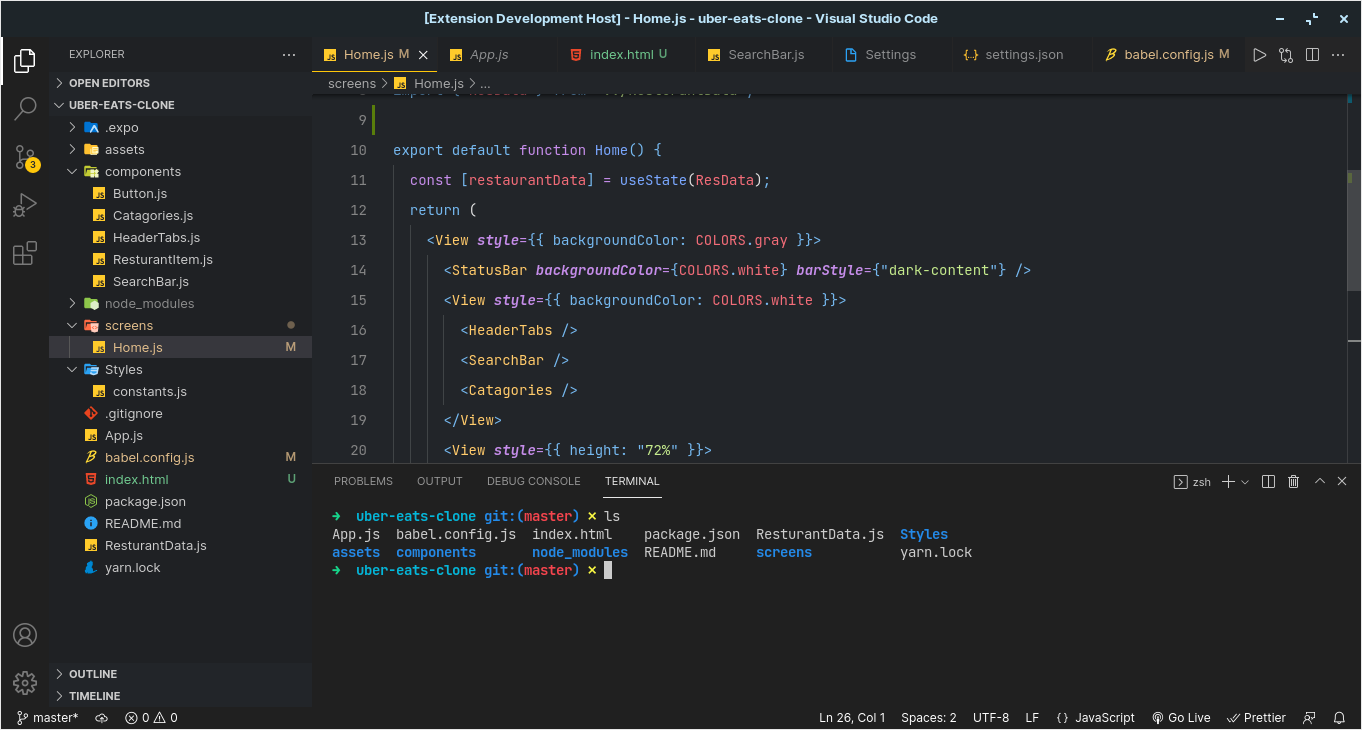 [Extension Development Host] - Home.js - uber-eats-clone - Visual Studio Code
EXPLORER
Home.js M
App.js
index.html U
SearchBar.js
Settings
settings.json
babel.config.js M
OPEN EDITORS
screens > Home.js > ...
UBER-EATS-CLONE
.expo
assets
components
Button.js
Catagories.js
HeaderTabs.js
ResturantItem.js
SearchBar.js
node_modules
screens
Home.js M
Styles
constants.js
.gitignore
App.js
babel.config.js M
index.html U
package.json
README.md
ResturantData.js
yarn.lock
OUTLINE
TIMELINE
3
9
10 export default function Home() {
11 const [restaurantData] = useState(ResData);
12 return (
13 <View style={{ backgroundColor: COLORS.gray }}>
14 <StatusBar backgroundColor={COLORS.white} barStyle={"dark-content"} />
15 <View style={{ backgroundColor: COLORS.white }}>
16 <HeaderTabs />
17 <SearchBar />
18 <Catagories />
19 </View>
20 <View style={{ height: "72%" }}>
PROBLEMS OUTPUT DEBUG CONSOLE TERMINAL
zsh
➜ uber-eats-clone git:(master) × ls
App.js babel.config.js index.html package.json ResturantData.js Styles
assets components node_modules README.md screens yarn.lock
➜ uber-eats-clone git:(master) ×
master* 0 0 Ln 26, Col 1 Spaces: 2 UTF-8 LF {} JavaScript Go Live Prettier